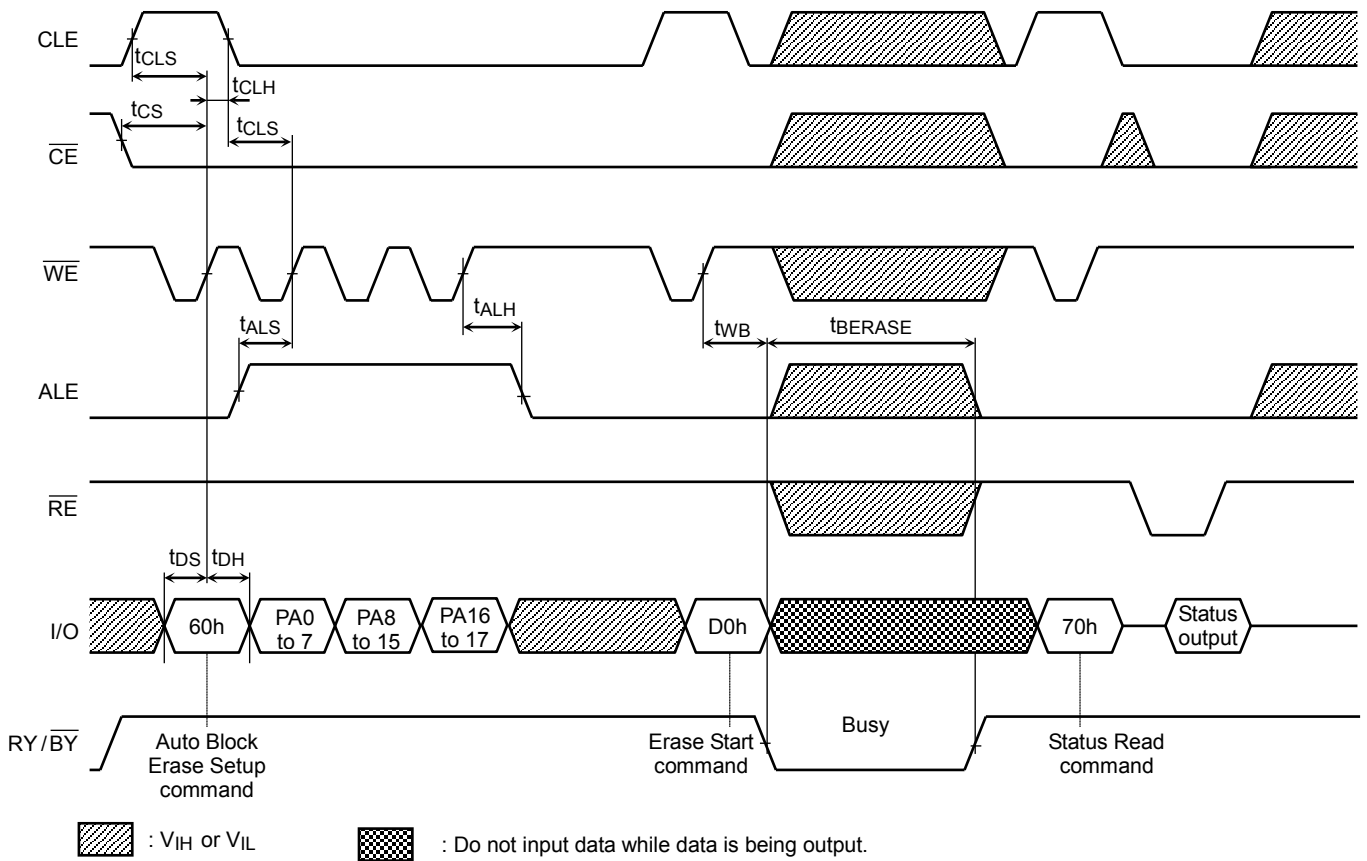 CLE
tCLS
tCLH
tCS
tCLS
CE
WE
tALS
tALH
tWB
tBERASE
ALE
RE
tDS
tDH
I/O
60h
PA0
to 7
PA8
to 15
PA16
to 17
D0h
70h
Status
output
RY/BY
Busy
Auto Block
Erase Setup
command
Erase Start
command
Status Read
command
: VIH or VIL
: Do not input data while data is being output.